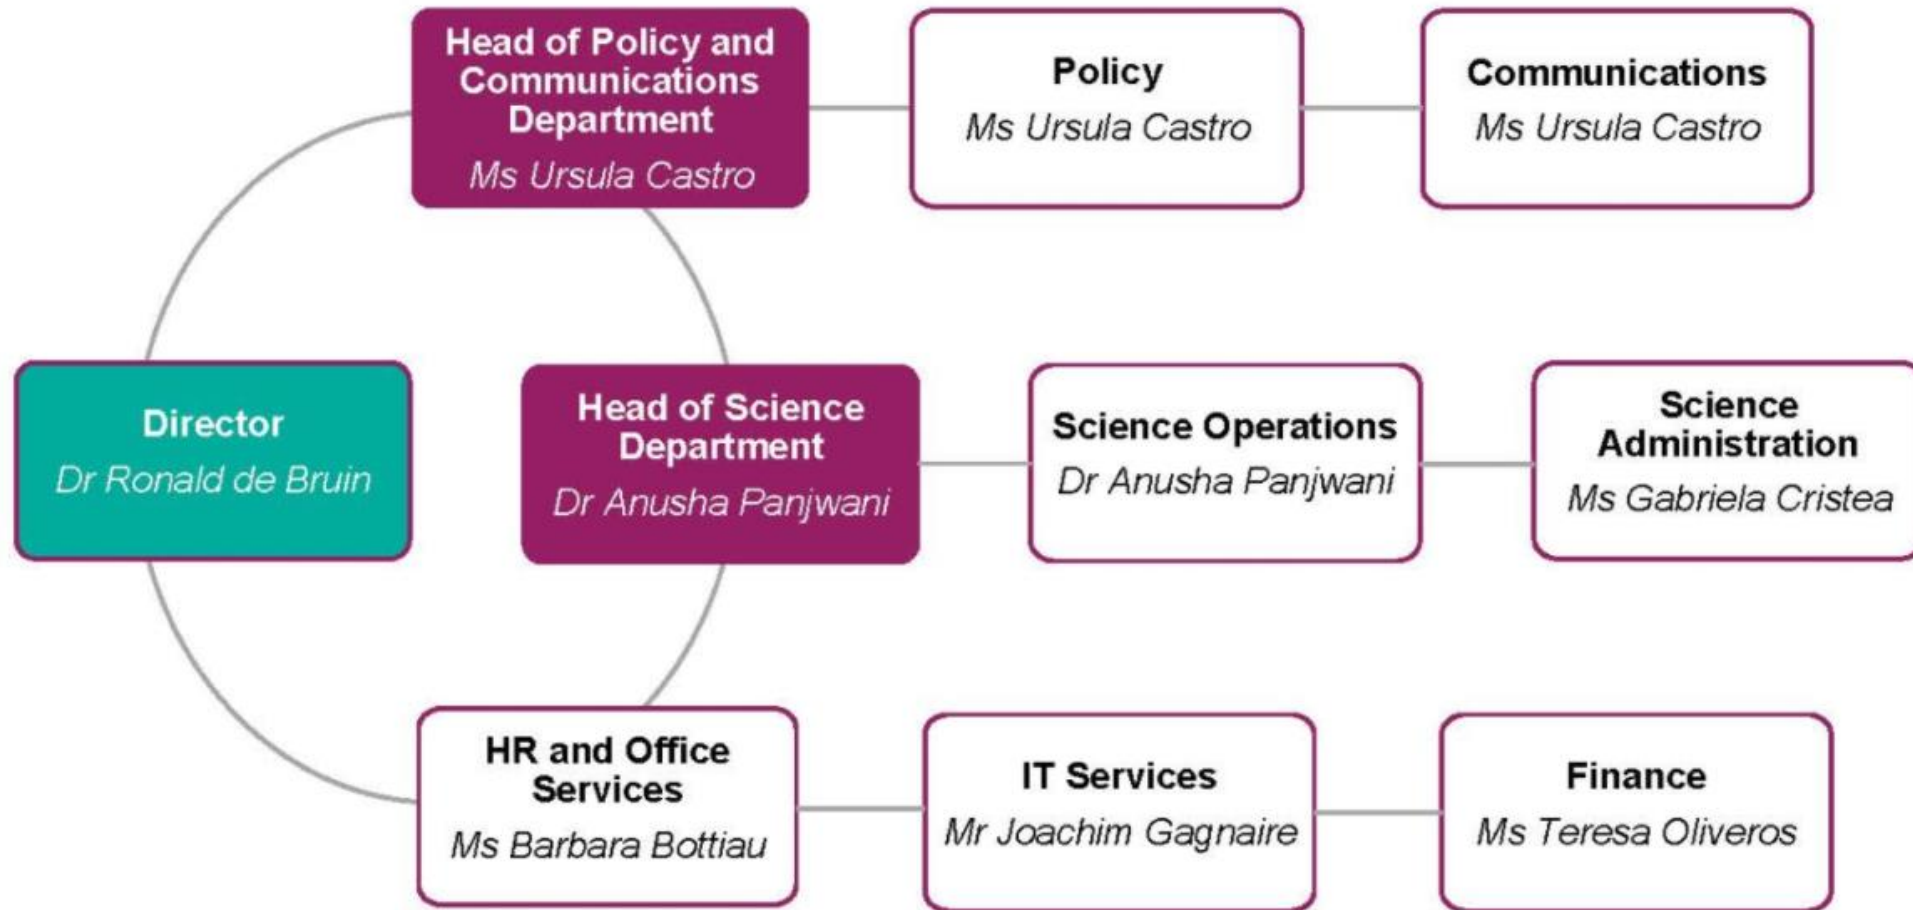 Head of Policy and
Communications
Department
Ms Ursula Castro
Policy
Ms Ursula Castro
Communications
Ms Ursula Castro
Director
Dr Ronald de Bruin
Head of Science
Department
Dr Anusha Panjwani
Science Operations
Dr Anusha Panjwani
Science
Administration
Ms Gabriela Cristea
HR and Office
Services
Ms Barbara Bottiau
IT Services
Mr Joachim Gagnaire
Finance
Ms Teresa Oliveros